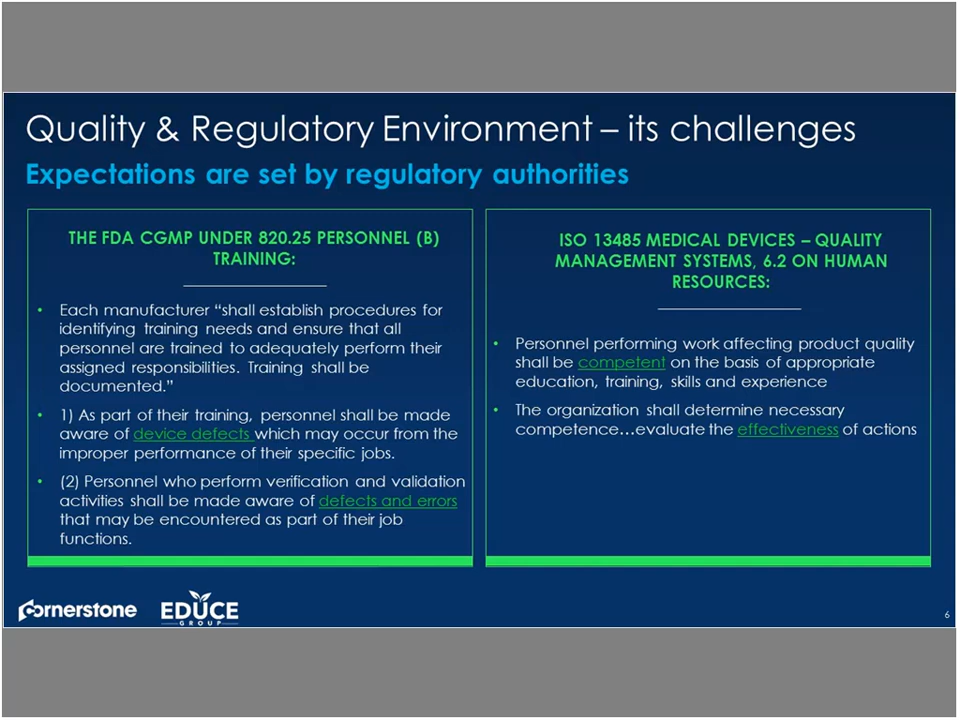 Quality & Regulatory Environment – its challenges
Expectations are set by regulatory authorities
THE FDA CGMP UNDER 820.25 PERSONNEL (B)
TRAINING:
• Each manufacturer “shall establish procedures for
identifying training needs and ensure that all
personnel are trained to adequately perform their
assigned responsibilities. Training shall be
documented.”
• 1) As part of their training, personnel shall be made
aware of device defects which may occur from the
improper performance of their specific jobs.
• (2) Personnel who perform verification and validation
activities shall be made aware of defects and errors
that may be encountered as part of their job
functions.
ISO 13485 MEDICAL DEVICES – QUALITY
MANAGEMENT SYSTEMS, 6.2 ON HUMAN
RESOURCES:
• Personnel performing work affecting product quality
shall be competent on the basis of appropriate
education, training, skills and experience
• The organization shall determine necessary
competence…evaluate the effectiveness of actions
cornerstone
EDUCE
GROUP
6